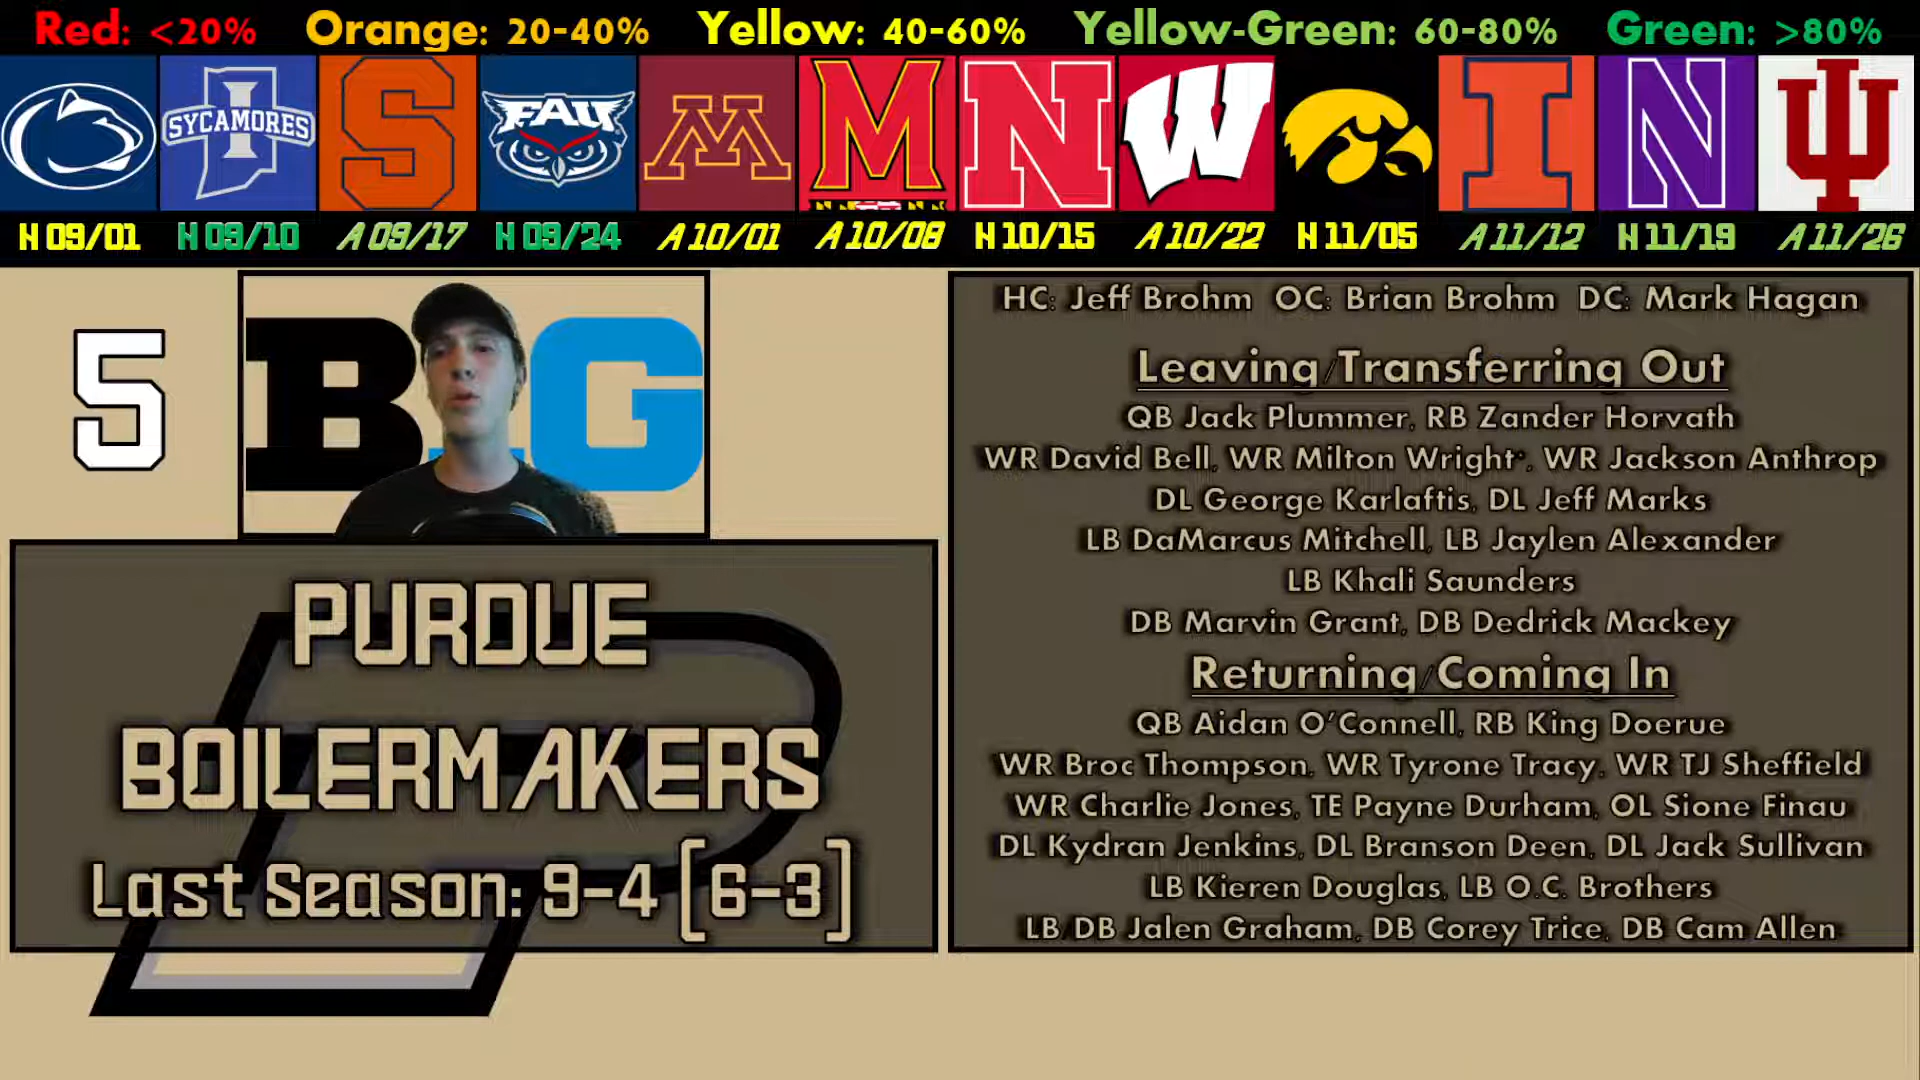 Red: <20% Orange: 20-40% Yellow: 40-60% Yellow-Green: 60-80% Green: >80%
SYCAMORES
FAU
H 09/01 H 09/10 A 09/17 H 09/24 A 10/01 A 10/08 H 10/15 A 10/22 H 11/05 A 11/12 H 11/19 A 11/26
5
B1G
PURDUE
BOILERMAKERS
Last Season: 9-4 [6-3]
HC: Jeff Brohm OC: Brian Brohm DC: Mark Hagan
Leaving/Transferring Out
QB Jack Plummer, RB Zander Horvath
WR David Bell, WR Milton Wright*, WR Jackson Anthrop
DL George Karlaftis, DL Jeff Marks
LB DaMarcus Mitchell, LB Jaylen Alexander
LB Khali Saunders
DB Marvin Grant, DB Dedrick Mackey
Returning/Coming In
QB Aidan O'Connell, RB King Doerue
WR Broc Thompson, WR Tyrone Tracy, WR TJ Sheffield
WR Charlie Jones, TE Payne Durham, OL Sione Finau
DL Kydran Jenkins, DL Branson Deen, DL Jack Sullivan
LB Kieren Douglas, LB O.C. Brothers
LB/DB Jalen Graham, DB Corey Trice, DB Cam Allen